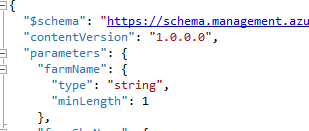 {
"$schema": "https://schema.management.azu
"contentVersion": "1.0.0.0",
"parameters": {
"farmName": {
"type": "string",
"minLength": 1
},